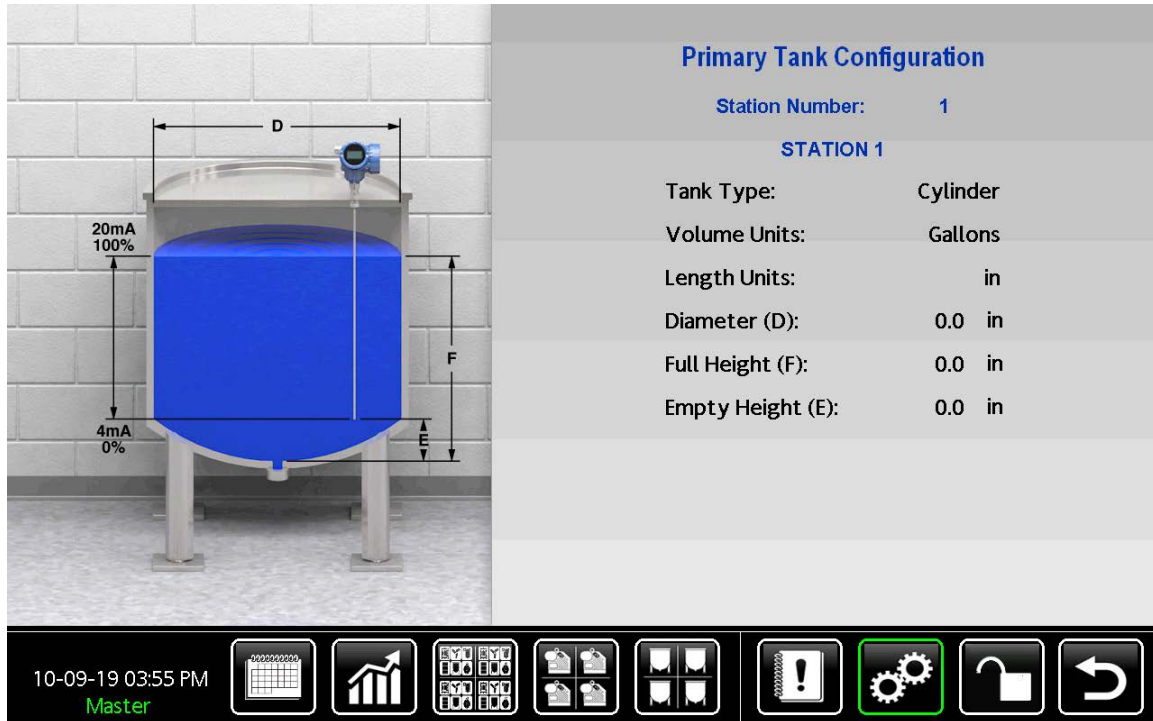 Primary Tank Configuration
Station Number: 1
STATION 1
Tank Type: Cylinder
Volume Units: Gallons
Length Units: in
Diameter (D): 0.0 in
Full Height (F): 0.0 in
Empty Height (E): 0.0 in
D
20mA
100%
F
4mA
0%
E
10-09-19 03:55 PM
Master